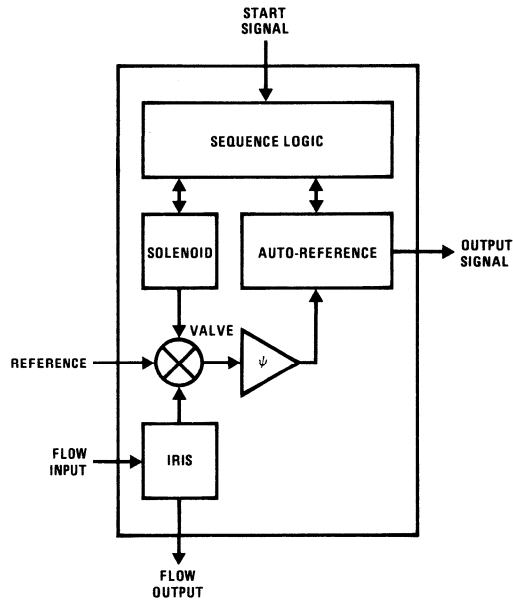 START
SIGNAL
SEQUENCE LOGIC
SOLENOID
AUTO-REFERENCE
OUTPUT
SIGNAL
VALVE
REFERENCE
ψ
FLOW
INPUT
IRIS
FLOW
OUTPUT